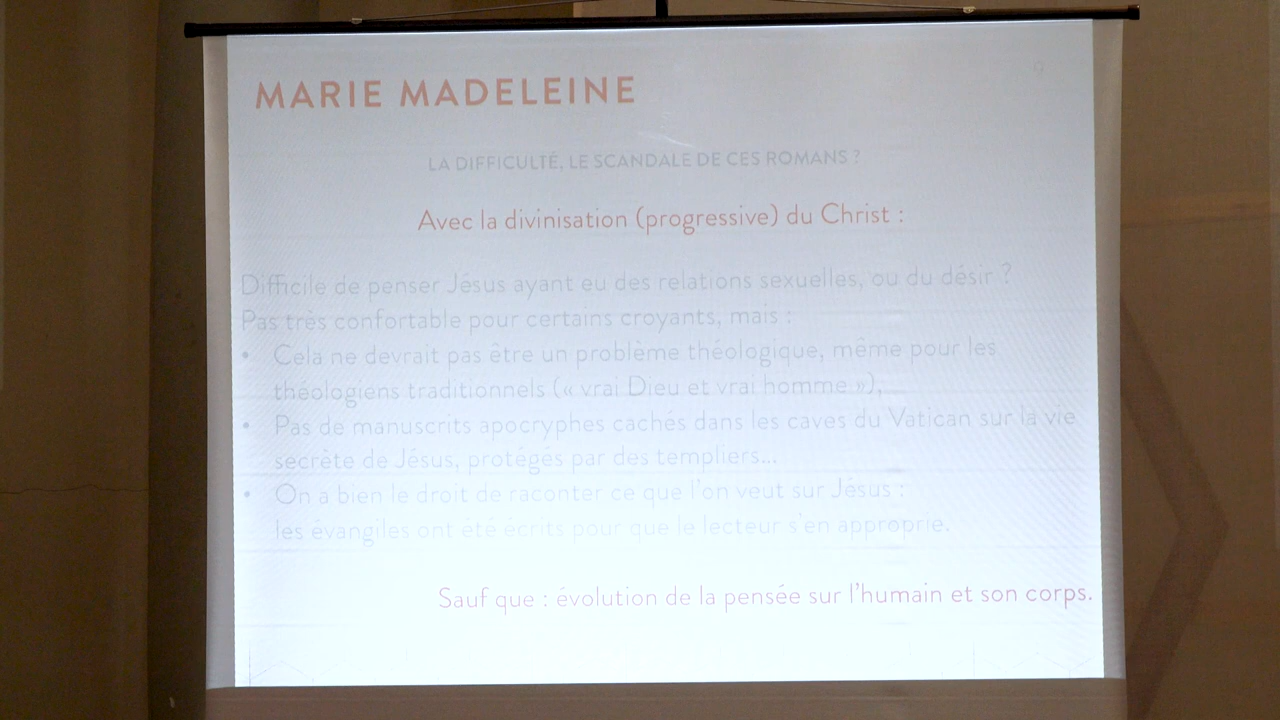 MARIE MADELEINE
LA DIFFICULTÉ, LE SCANDALE DE CES ROMANS ?
Avec la divinisation (progressive) du Christ :
Difficile de penser Jésus ayant eu des relations sexuelles, ou du désir ?
Pas très confortable pour certains croyants, mais :
• Cela ne devrait pas être un problème théologique, même pour les
théologiens traditionnels (« vrai Dieu et vrai homme »),
• Pas de manuscrits apocryphes cachés dans les caves du Vatican sur la vie
secrète de Jésus, protégés par des templiers...
• On a bien le droit de raconter ce que l'on veut sur Jésus :
les évangiles ont été écrits pour que le lecteur s'en approprie.
Sauf que : évolution de la pensée sur l'humain et son corps.